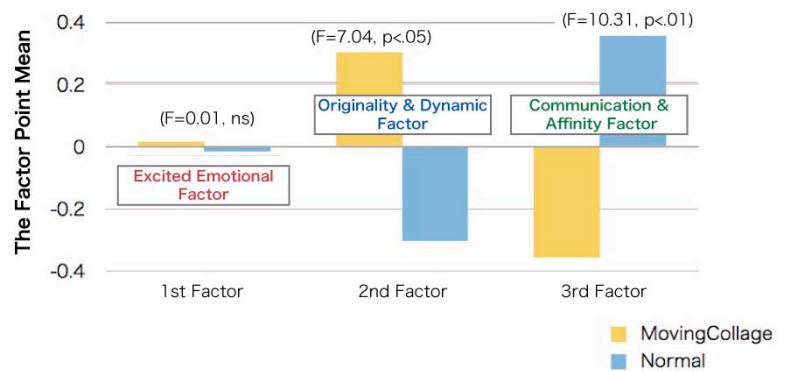 The Factor Point Mean
0.4
0.2
0
-0.2
-0.4
(F=0.01, ns)
(F=7.04, p<.05)
(F=10.31, p<.01)
Excited Emotional
Factor
Originality & Dynamic
Factor
Communication &
Affinity Factor
1st Factor
2nd Factor
3rd Factor
MovingCollage
Normal